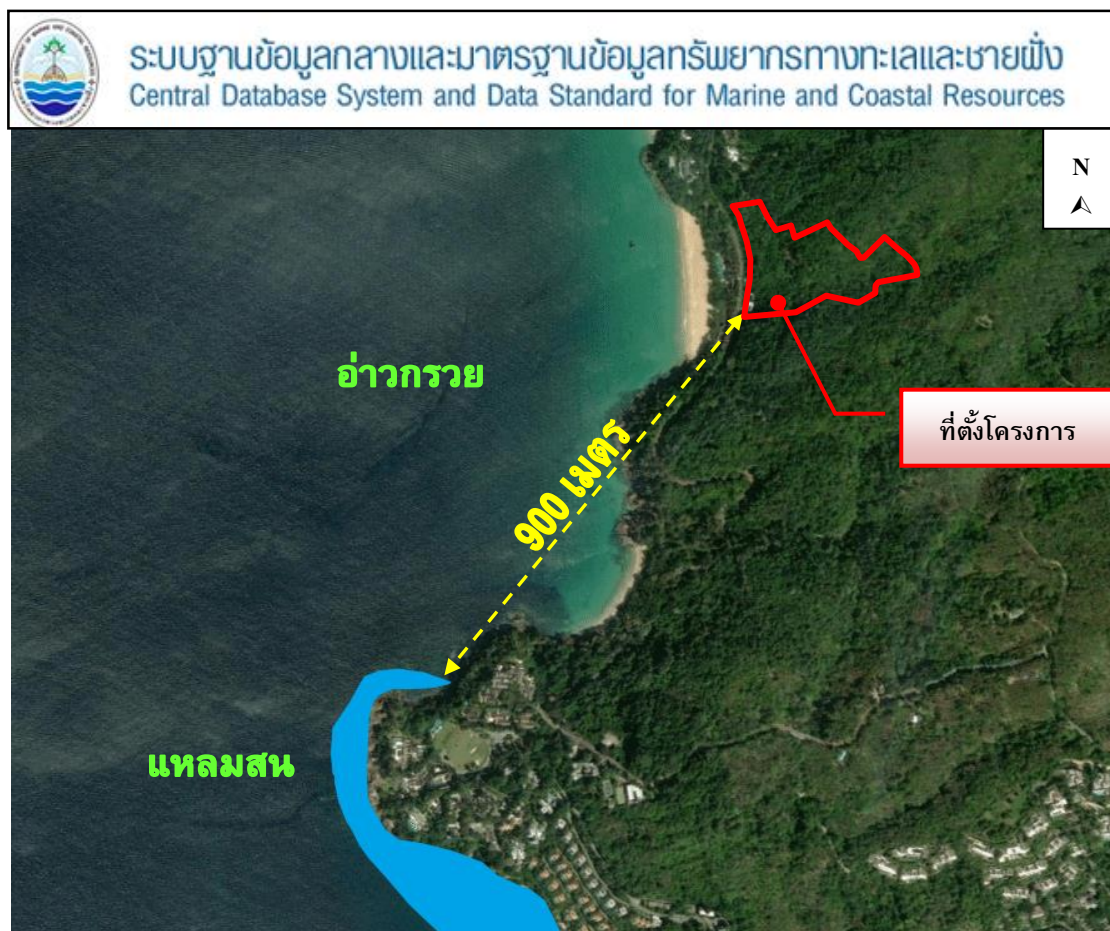 ระบบฐานข้อมูลกลางและมาตรฐานข้อมูลทรัพยากรทางทะเลและชายฝั่ง
Central Database System and Data Standard for Marine and Coastal Resources
N
อ่าวกรวย
ที่ตั้งโครงการ
900 เมตร
แหลมสน